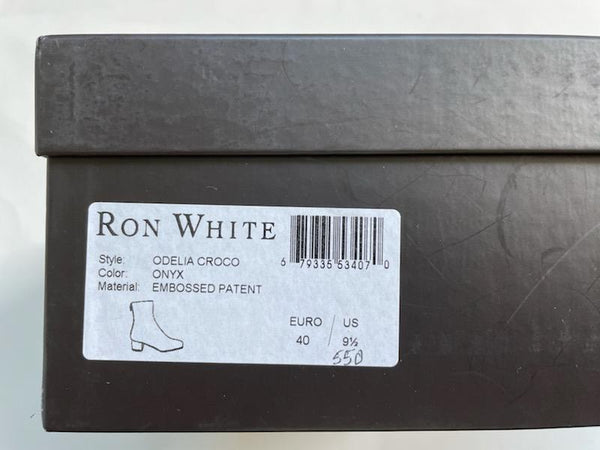 RON WHITE
6 79335 53407 0
Style: ODELIA CROCO
Color: ONYX
Material: EMBOSSED PATENT
EURO / US
40 / 9½
550